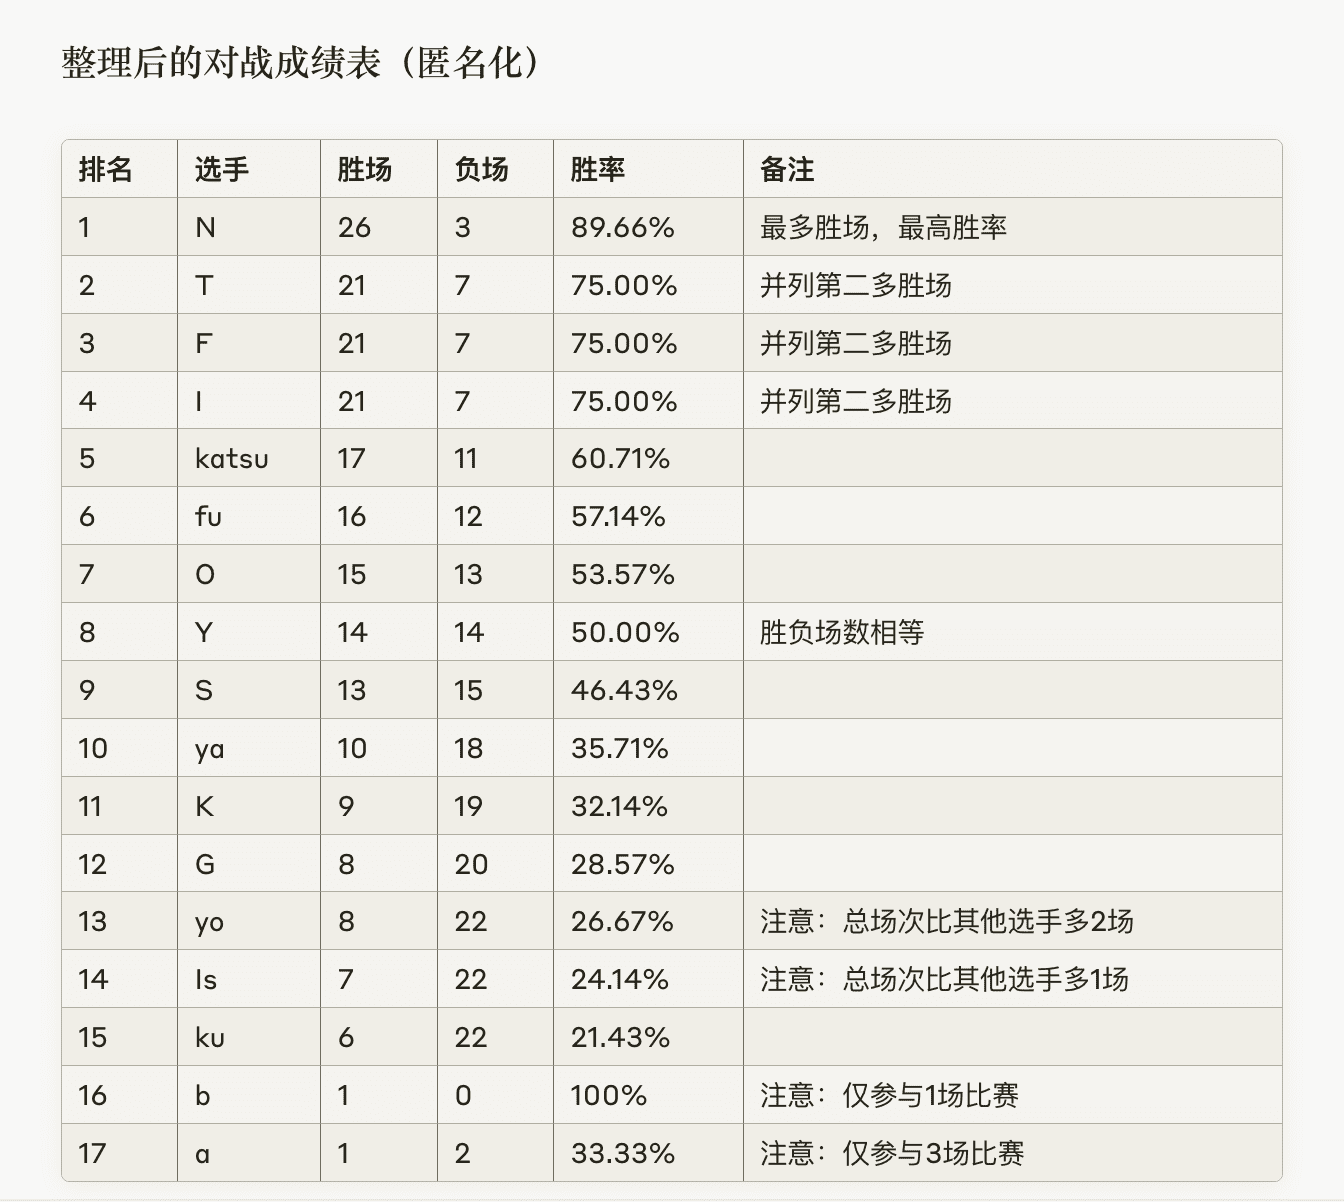 整理后的对战成绩表（匿名化）
排名 选手 胜场 负场 胜率 备注
1 N 26 3 89.66% 最多胜场，最高胜率
2 T 21 7 75.00% 并列第二多胜场
3 F 21 7 75.00% 并列第二多胜场
4 I 21 7 75.00% 并列第二多胜场
5 katsu 17 11 60.71%
6 fu 16 12 57.14%
7 O 15 13 53.57%
8 Y 14 14 50.00% 胜负场数相等
9 S 13 15 46.43%
10 ya 10 18 35.71%
11 K 9 19 32.14%
12 G 8 20 28.57%
13 yo 8 22 26.67% 注意：总场次比其他选手多2场
14 Is 7 22 24.14% 注意：总场次比其他选手多1场
15 ku 6 22 21.43%
16 b 1 0 100% 注意：仅参与1场比赛
17 a 1 2 33.33% 注意：仅参与3场比赛